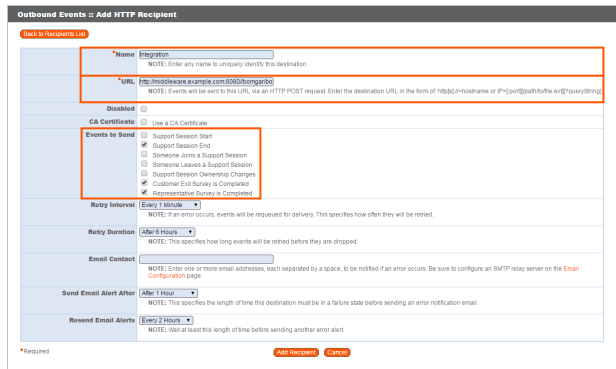 Outbound Events :: Add HTTP Recipient
Back to Recipients List
*Name Integration
NOTE: Enter any name to uniquely identify this destination.
*URL http://middleware.example.com:8080/bomgar/bo
NOTE: Events will be sent to this URL via an HTTP POST request. Enter the destination URL in the form of: http[s]://<hostname or IP>[:port][/path/to/file.ext][?queryString]
Disabled
CA Certificate Use a CA Certificate
Events to Send Support Session Start
Support Session End
Someone Joins a Support Session
Someone Leaves a Support Session
Support Session Ownership Changes
Customer Exit Survey is Completed
Representative Survey is Completed
Retry Interval Every 1 Minute
NOTE: If an error occurs, events will be requeued for delivery. This specifies how often they will be retried.
Retry Duration After 6 Hours
NOTE: This specifies how long events will be retried before they are dropped.
Email Contact
NOTE: Enter one or more email addresses, each separated by a space, to be notified if an error occurs. Be sure to configure an SMTP relay server on the Email
Configuration page.
Send Email Alert After After 1 Hour
NOTE: This specifies the length of time this destination must be in a failure state before sending an error notification email.
Resend Email Alerts Every 2 Hours
NOTE: Wait at least this length of time before sending another error alert.
*Required Add Recipient Cancel